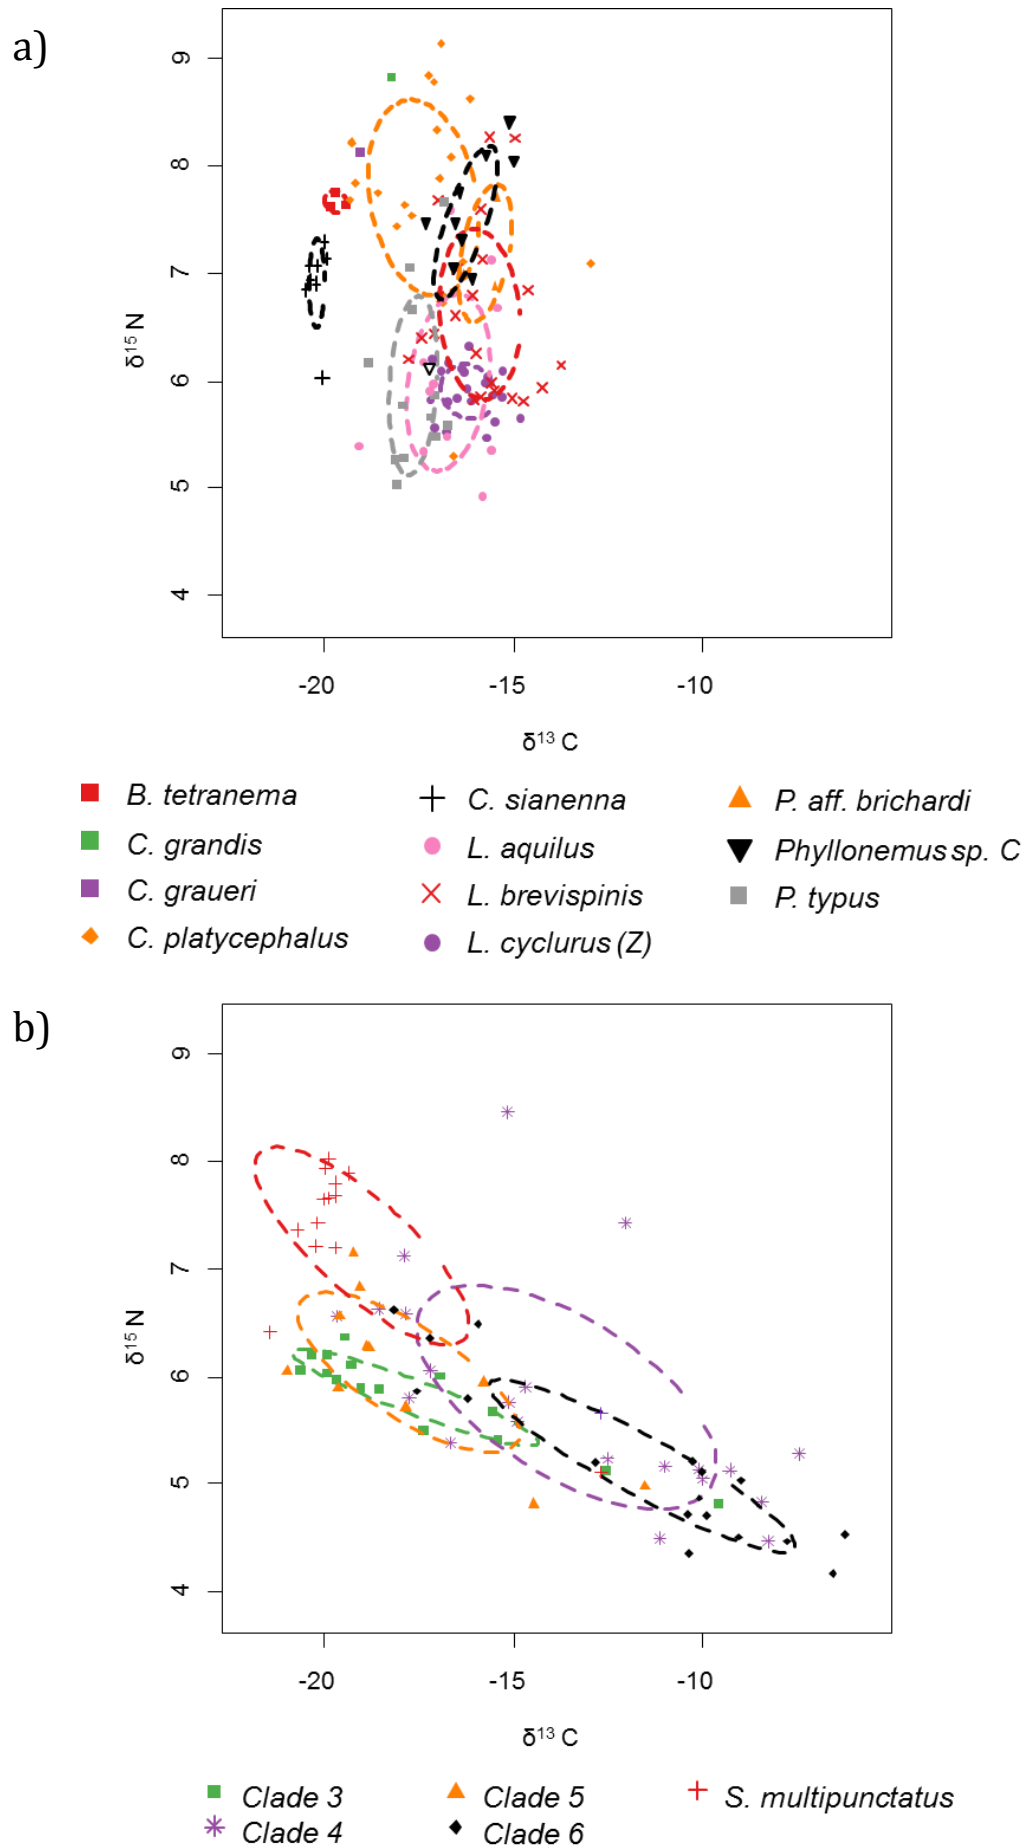 a)
9
8
7
6
5
4
δ¹⁵ N
-20 -15 -10
δ¹³ C
B. tetranema
C. grandis
C. graueri
C. platycephalus
C. sianenna
L. aquilus
L. brevispinis
L. cyclurus (Z)
P. aff. brichardi
Phyllonemus sp. C
P. typus
b)
9
8
7
6
5
4
δ¹⁵ N
-20 -15 -10
δ¹³ C
Clade 3
Clade 4
Clade 5
Clade 6
S. multipunctatus